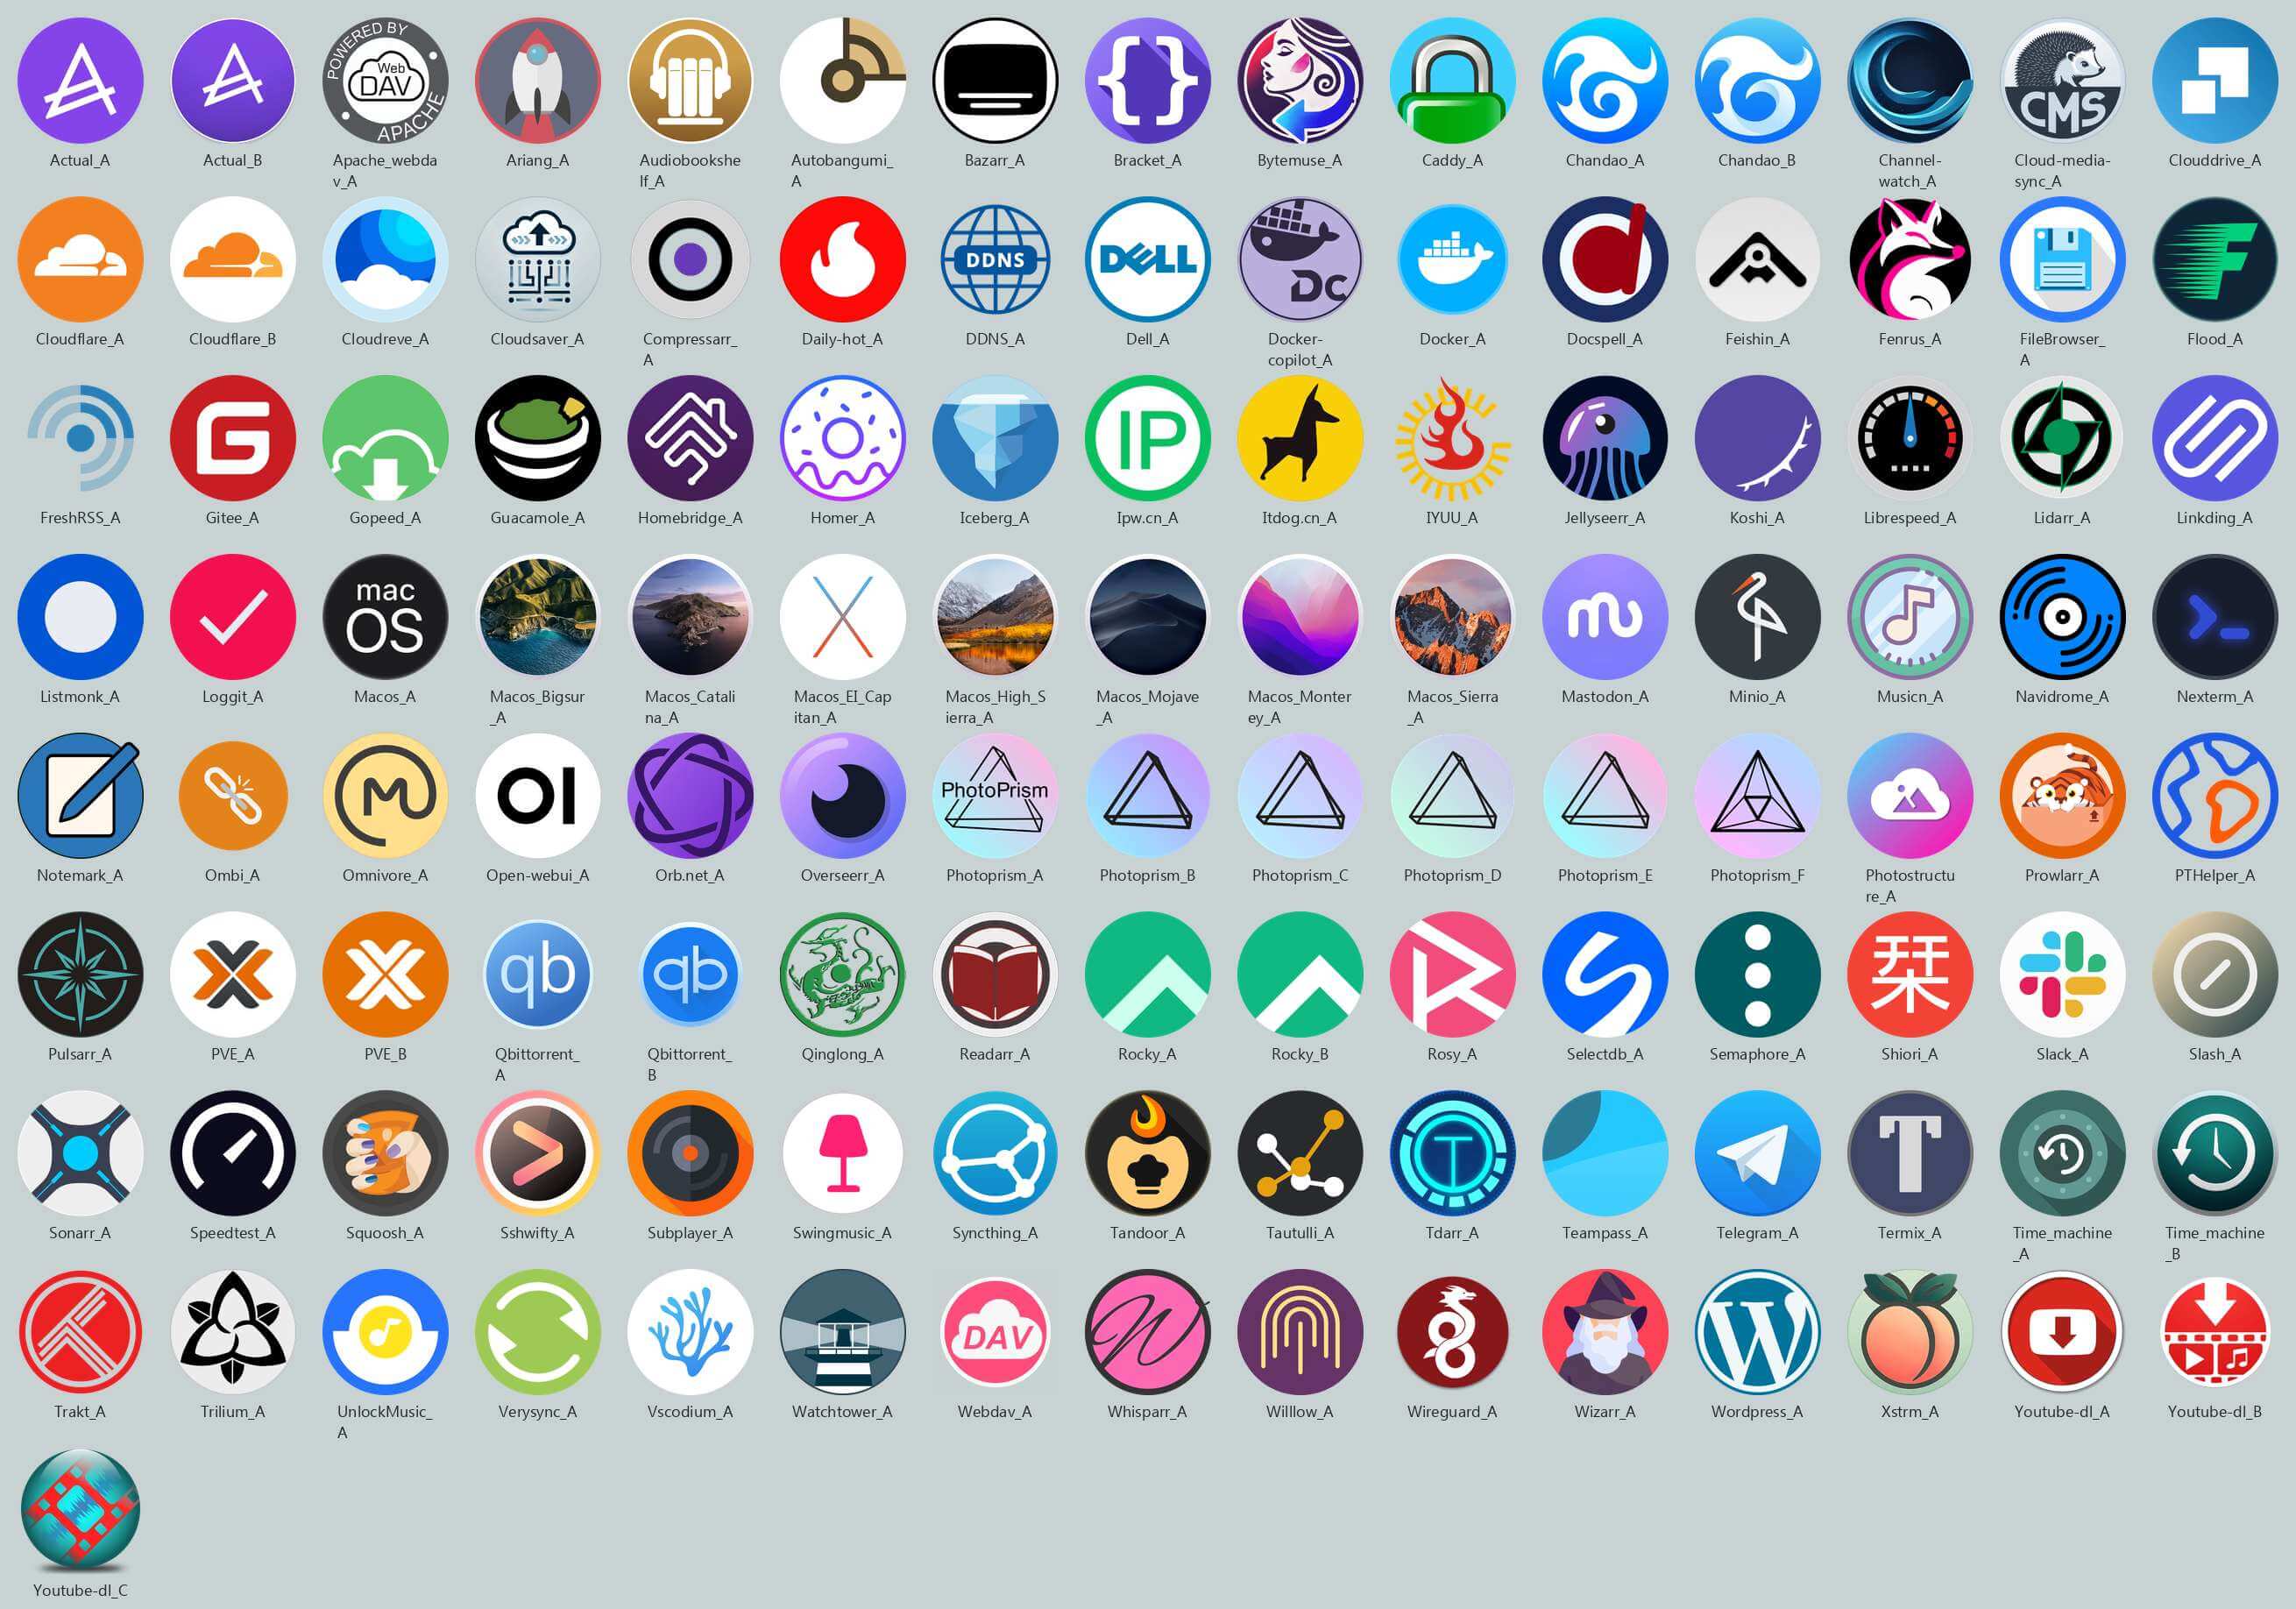 POWERED BY
Web
DAV
APACHE
CMS
Actual_A
Actual_B
Apache_webda
v_A
Ariang_A
Audiobookshe
lf_A
Autobangumi_
A
Bazarr_A
Bracket_A
Bytemuse_A
Caddy_A
Chandao_A
Chandao_B
Channel-
watch_A
Cloud-media-
sync_A
Clouddrive_A
DDNS
DELL
Dc
Cloudflare_A
Cloudflare_B
Cloudreve_A
Cloudsaver_A
Compressarr_
A
Daily-hot_A
DDNS_A
Dell_A
Docker-
copilot_A
Docker_A
Docspell_A
Feishin_A
Fenrus_A
FileBrowser_
A
Flood_A
G
IP
FreshRSS_A
Gitee_A
Gopeed_A
Guacamole_A
Homebridge_A
Homer_A
Iceberg_A
Ipw.cn_A
Itdog.cn_A
IYUU_A
Jellyseerr_A
Koshi_A
Librespeed_A
Lidarr_A
Linkding_A
mac
OS
Listmonk_A
Loggit_A
Macos_A
Macos_Bigsur
_A
Macos_Catali
na_A
Macos_EI_Cap
itan_A
Macos_High_S
ierra_A
Macos_Mojave
_A
Macos_Monter
ey_A
Macos_Sierra
_A
Mastodon_A
Minio_A
Musicn_A
Navidrome_A
Nexterm_A
OI
PhotoPrism
Notemark_A
Ombi_A
Omnivore_A
Open-webui_A
Orb.net_A
Overseerr_A
Photoprism_A
Photoprism_B
Photoprism_C
Photoprism_D
Photoprism_E
Photoprism_F
Photostructu
re_A
Prowlarr_A
PTHelper_A
qb
qb
栞
Pulsarr_A
PVE_A
PVE_B
Qbittorrent_
A
Qbittorrent_
B
Qinglong_A
Readarr_A
Rocky_A
Rocky_B
Rosy_A
Selectdb_A
Semaphore_A
Shiori_A
Slack_A
Slash_A
T
T
Sonarr_A
Speedtest_A
Squoosh_A
Sshwifty_A
Subplayer_A
Swingmusic_A
Syncthing_A
Tandoor_A
Tautulli_A
Tdarr_A
Teampass_A
Telegram_A
Termix_A
Time_machine
_A
Time_machine
_B
DAV
W
W
Trakt_A
Trilium_A
UnlockMusic_
A
Verysync_A
Vscodium_A
Watchtower_A
Webdav_A
Whisparr_A
Willlow_A
Wireguard_A
Wizarr_A
Wordpress_A
Xstrm_A
Youtube-dl_A
Youtube-dl_B
Youtube-dl_C